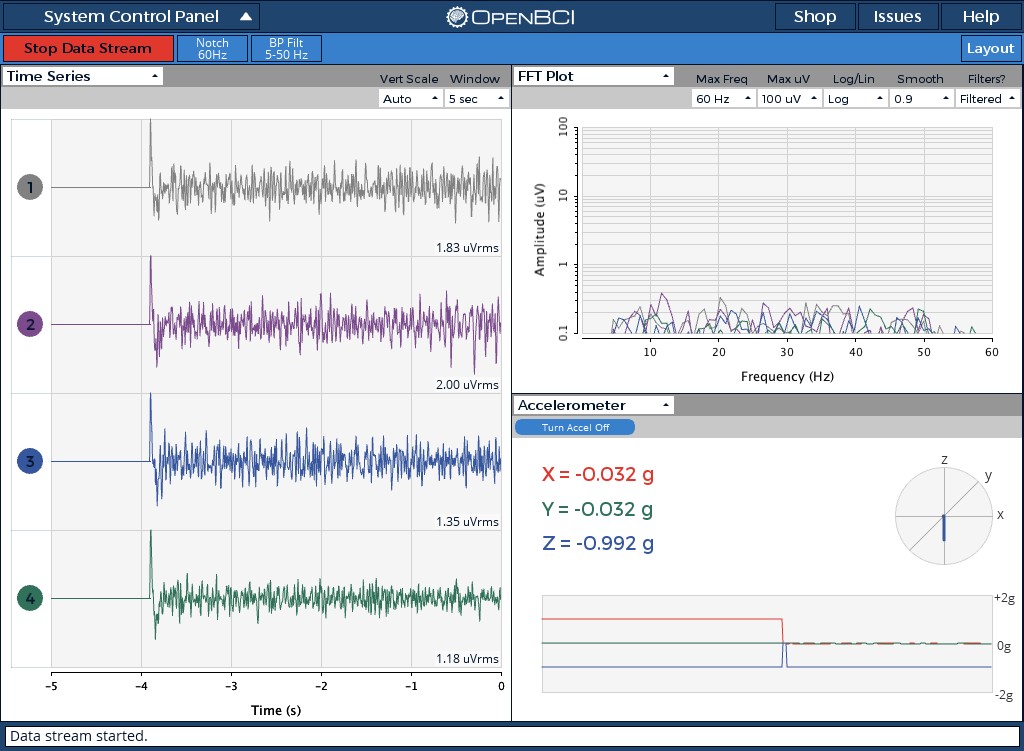 System Control Panel
OpenBCI
Shop
Issues
Help
Stop Data Stream
Notch
60Hz
BP Filt
5-50 Hz
Layout
Time Series
Vert Scale
Window
Auto
5 sec
1
1.83 uVrms
2
2.00 uVrms
3
1.35 uVrms
4
1.18 uVrms
-5 -4 -3 -2 -1 0
Time (s)
FFT Plot
Max Freq
Max uV
Log/Lin
Smooth
Filters?
60 Hz
100 uV
Log
0.9
Filtered
100
10
1
0.1
Amplitude (uV)
10 20 30 40 50 60
Frequency (Hz)
Accelerometer
Turn Accel Off
X = -0.032 g
Y = -0.032 g
Z = -0.992 g
z
y
x
+2g
0g
-2g
Data stream started.